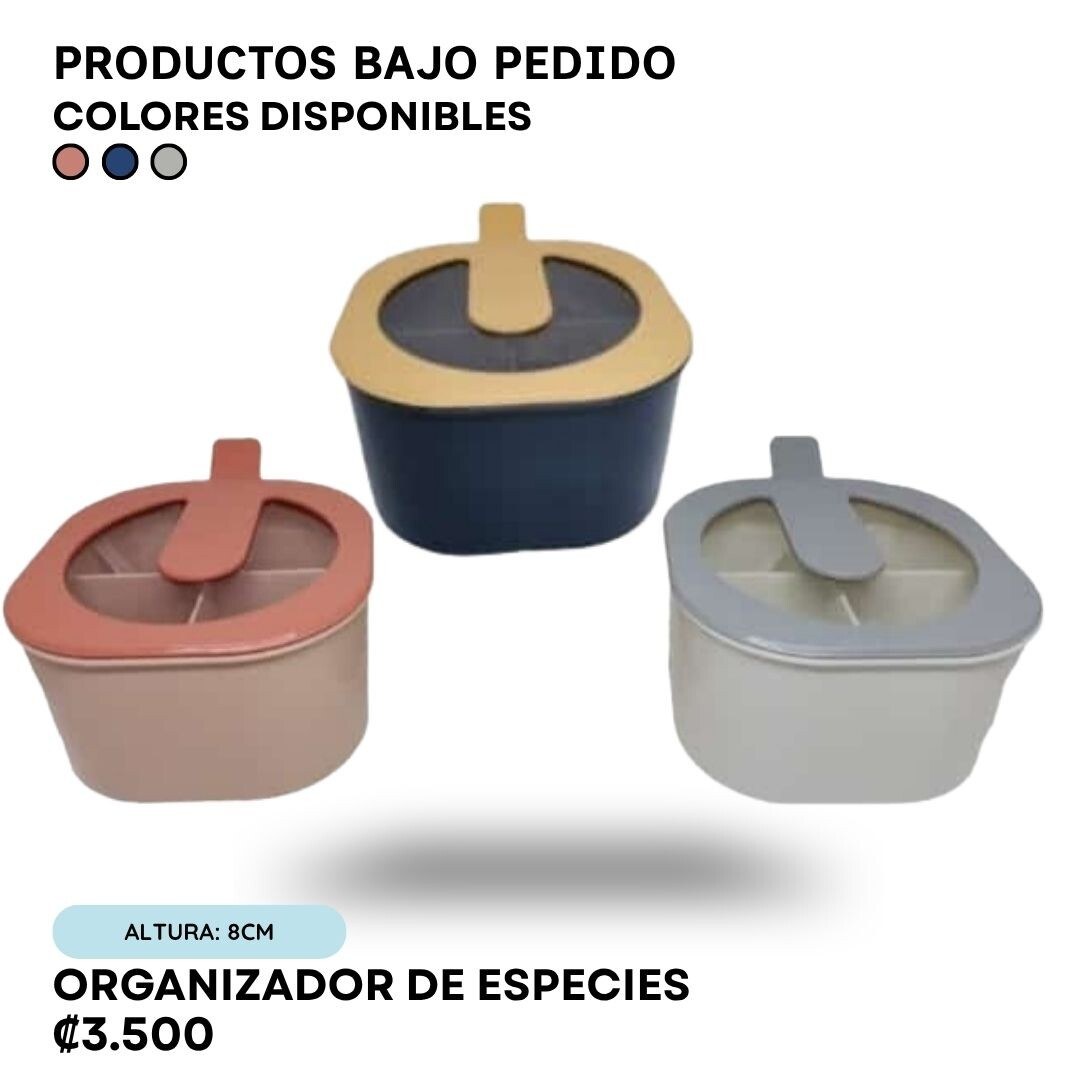 PRODUCTOS BAJO PEDIDO
COLORES DISPONIBLES
ALTURA: 8CM
ORGANIZADOR DE ESPECIES
₡3.500